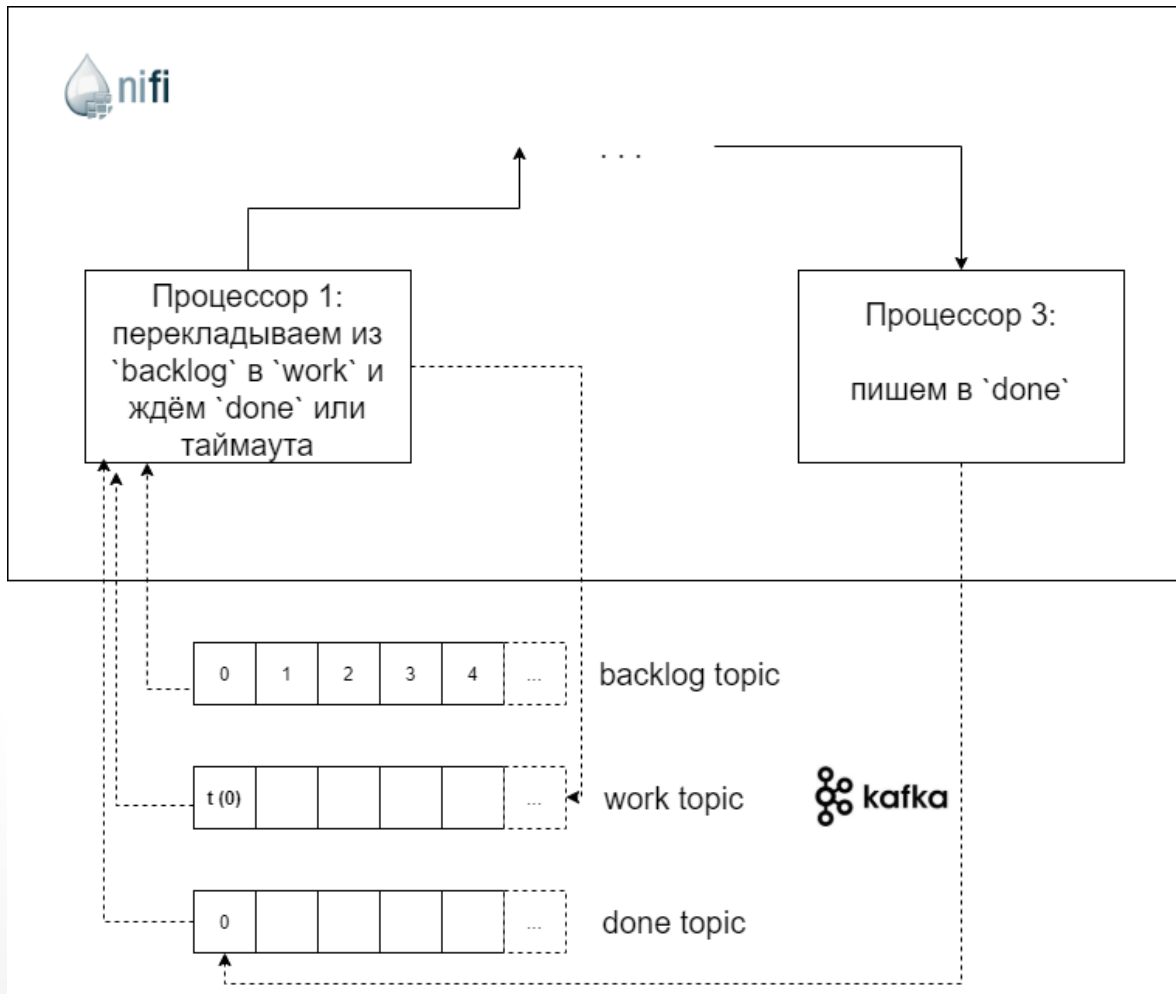 nifi
. . .
Процессор 1:
перекладываем из
`backlog` в `work` и
ждём `done` или
таймаута
Процессор 3:
пишем в `done`
0 1 2 3 4 ... backlog topic
t (0) ... work topic
kafka
0 ... done topic